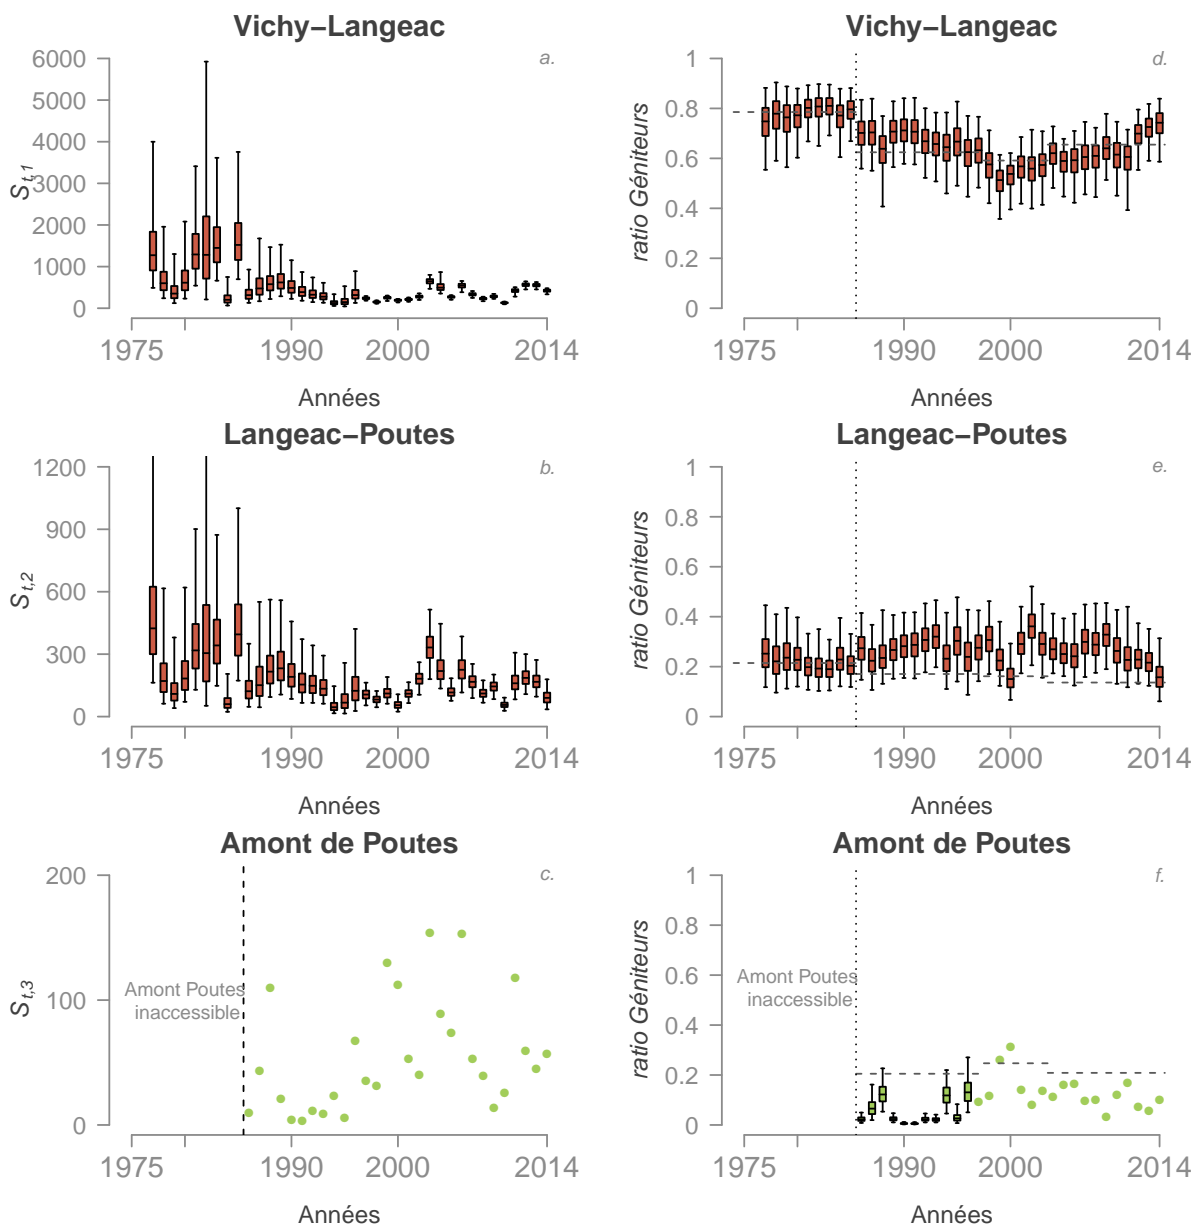 Vichy−Langeac
a.
6000
5000
4000
3000
2000
1000
0
St,1
1975
1990
2000
2014
Années
Vichy−Langeac
d.
1
0.8
0.6
0.4
0.2
0
ratio Géniteurs
1975
1990
2000
2014
Années
Langeac−Poutes
b.
1200
900
600
300
0
St,2
1975
1990
2000
2014
Années
Langeac−Poutes
e.
1
0.8
0.6
0.4
0.2
0
ratio Géniteurs
1975
1990
2000
2014
Années
Amont de Poutes
c.
200
100
0
St,3
Amont Poutes
inaccessible
1975
1990
2000
2014
Années
Amont de Poutes
f.
1
0.8
0.6
0.4
0.2
0
ratio Géniteurs
Amont Poutes
inaccessible
1975
1990
2000
2014
Années